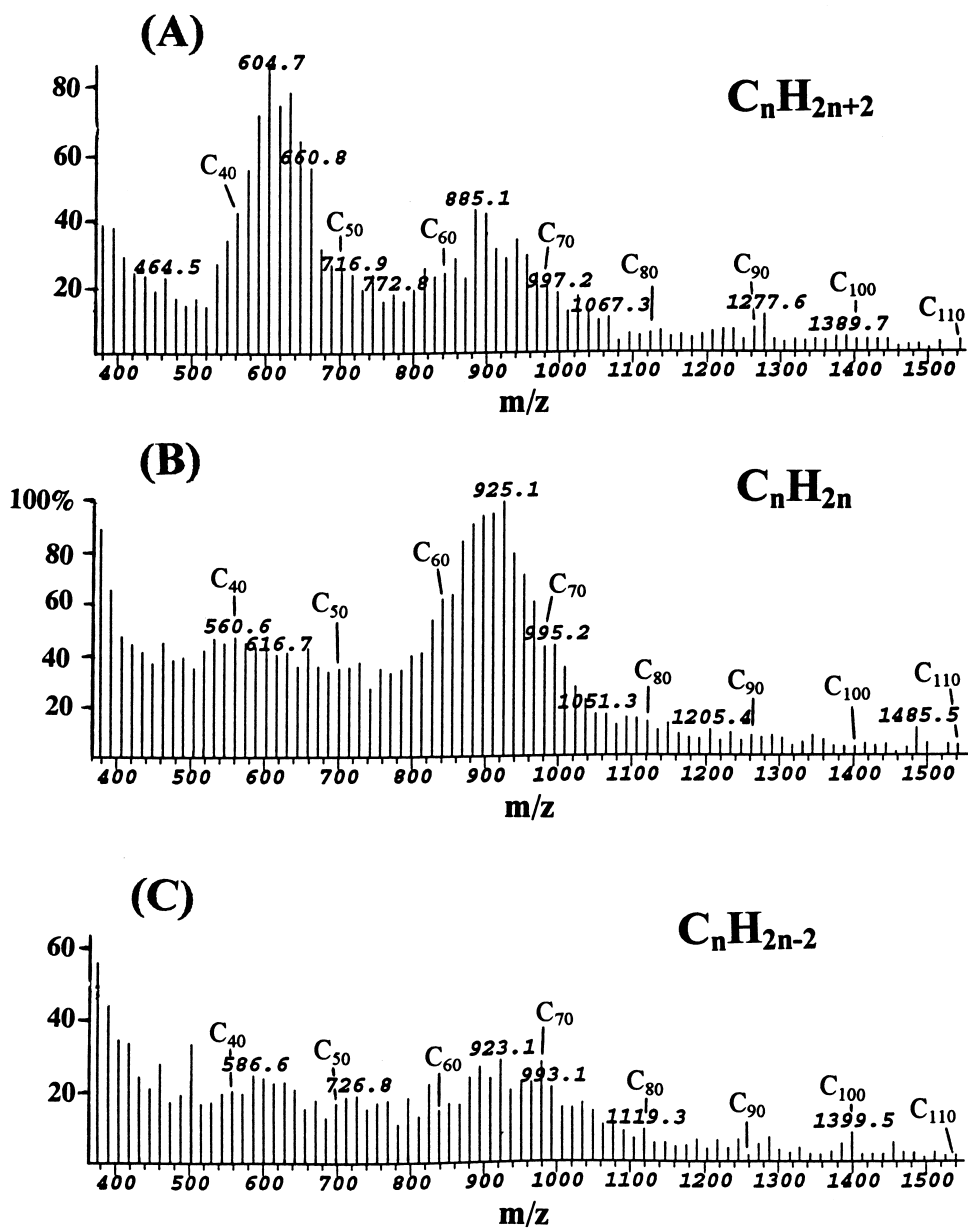 (A)
80
60
40
20
604.7
CₙH₂ₙ₊₂
C₄₀
660.8
464.5
C₅₀
716.9
772.8
C₆₀
885.1
C₇₀
997.2
1067.3
C₈₀
C₉₀
1277.6
C₁₀₀
1389.7
C₁₁₀
400 500 600 700 800 900 1000 1100 1200 1300 1400 1500
m/z
(B)
100%
80
60
40
20
925.1
CₙH₂ₙ
C₄₀
560.6
616.7
C₅₀
C₆₀
C₇₀
995.2
1051.3
C₈₀
1205.4
C₉₀
C₁₀₀
1485.5
C₁₁₀
400 500 600 700 800 900 1000 1100 1200 1300 1400 1500
m/z
(C)
60
40
20
CₙH₂ₙ₋₂
C₄₀
586.6
C₅₀
726.8
C₆₀
923.1
C₇₀
993.1
C₈₀
1119.3
C₉₀
C₁₀₀
1399.5
C₁₁₀
400 500 600 700 800 900 1000 1100 1200 1300 1400 1500
m/z